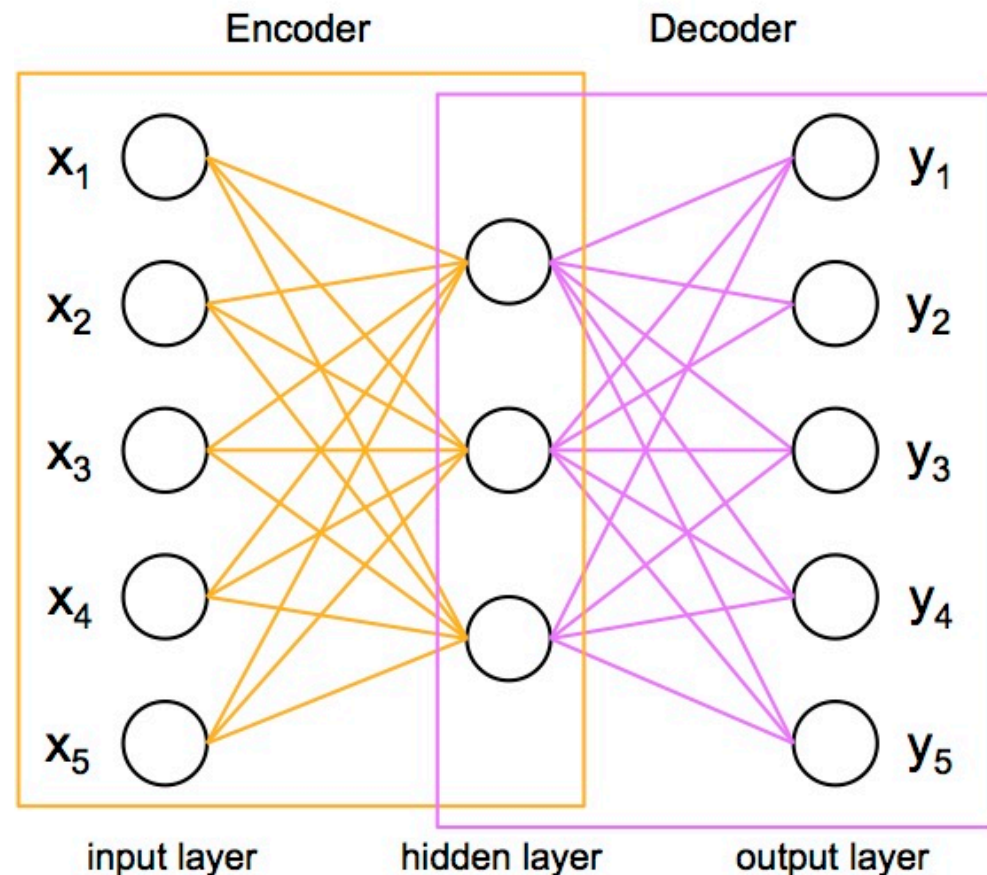 Encoder Decoder
x1 y1
x2 y2
x3 y3
x4 y4
x5 y5
input layer hidden layer output layer